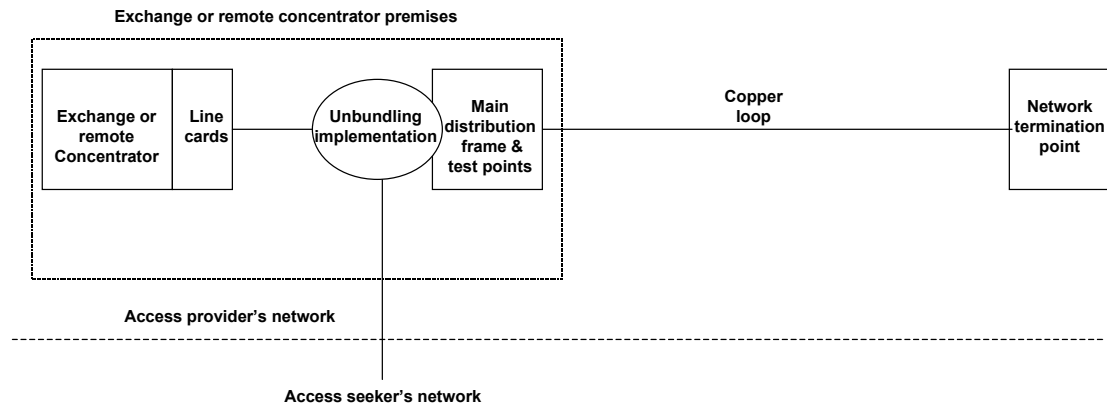 Exchange or remote concentrator premises
Exchange or
remote
Concentrator
Line
cards
Unbundling
implementation
Main
distribution
frame &
test points
Copper
loop
Network
termination
point
Access provider’s network
Access seeker’s network